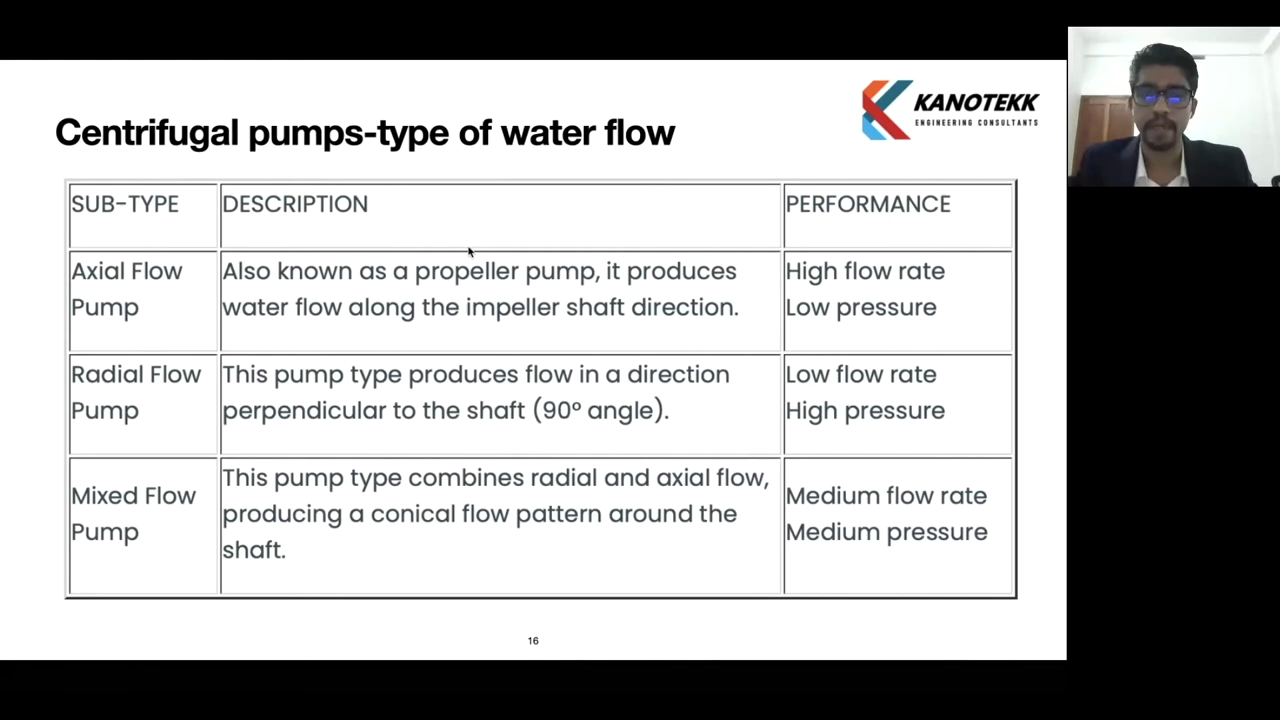 KANOTEKK
ENGINEERING CONSULTANTS
Centrifugal pumps-type of water flow
SUB-TYPE DESCRIPTION PERFORMANCE
Axial Flow Pump
Also known as a propeller pump, it produces
water flow along the impeller shaft direction.
High flow rate
Low pressure
Radial Flow
Pump
This pump type produces flow in a direction
perpendicular to the shaft (90° angle).
Low flow rate
High pressure
Mixed Flow
Pump
This pump type combines radial and axial flow,
producing a conical flow pattern around the
shaft.
Medium flow rate
Medium pressure
16